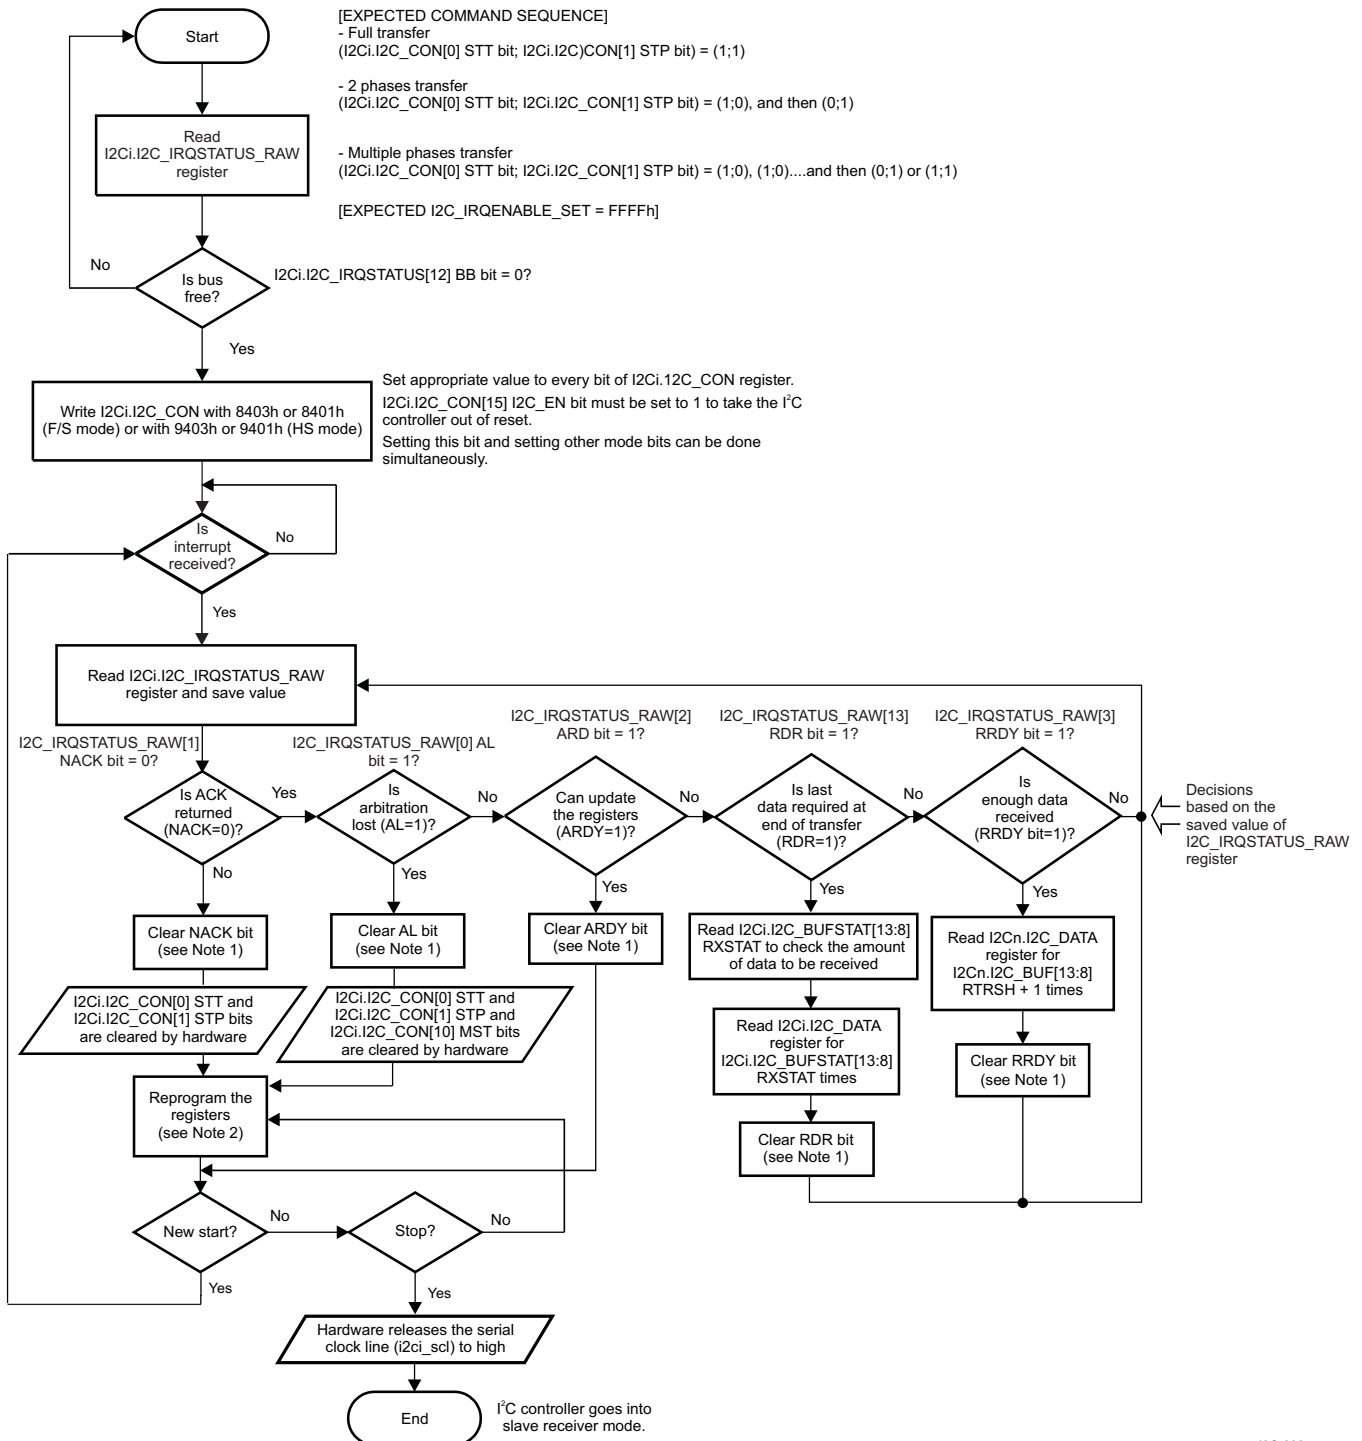 Start
[EXPECTED COMMAND SEQUENCE]
- Full transfer
(I2Ci.I2C_CON[0] STT bit; I2Ci.I2C)CON[1] STP bit) = (1;1)
- 2 phases transfer
(I2Ci.I2C_CON[0] STT bit; I2Ci.I2C_CON[1] STP bit) = (1;0), and then (0;1)
- Multiple phases transfer
(I2Ci.I2C_CON[0] STT bit; I2Ci.I2C_CON[1] STP bit) = (1;0), (1;0)....and then (0;1) or (1;1)
[EXPECTED I2C_IRQENABLE_SET = FFFFh]
Read
I2Ci.I2C_IRQSTATUS_RAW
register
No
Is bus
free?
I2Ci.I2C_IRQSTATUS[12] BB bit = 0?
Yes
Write I2Ci.I2C_CON with 8403h or 8401h
(F/S mode) or with 9403h or 9401h (HS mode)
Set appropriate value to every bit of I2Ci.12C_CON register.
I2Ci.I2C_CON[15] I2C_EN bit must be set to 1 to take the I²C
controller out of reset.
Setting this bit and setting other mode bits can be done
simultaneously.
Is
interrupt
received?
No
Yes
Read I2Ci.I2C_IRQSTATUS_RAW
register and save value
I2C_IRQSTATUS_RAW[1]
NACK bit = 0?
I2C_IRQSTATUS_RAW[0] AL
bit = 1?
I2C_IRQSTATUS_RAW[2]
ARD bit = 1?
I2C_IRQSTATUS_RAW[13]
RDR bit = 1?
I2C_IRQSTATUS_RAW[3]
RRDY bit = 1?
Is ACK
returned
(NACK=0)?
Yes
No
Is
arbitration
lost (AL=1)?
No
Yes
Can update
the registers
(ARDY=1)?
No
Yes
Is last
data required at
end of transfer
(RDR=1)?
No
Yes
Is
enough data
received
(RRDY bit=1)?
No
Yes
Decisions
based on the
saved value of
I2C_IRQSTATUS_RAW
register
Clear NACK bit
(see Note 1)
Clear AL bit
(see Note 1)
Clear ARDY bit
(see Note 1)
Read I2Ci.I2C_BUFSTAT[13:8]
RXSTAT to check the amount
of data to be received
Read I2Cn.I2C_DATA
register for
I2Cn.I2C_BUF[13:8]
RTRSH + 1 times
I2Ci.I2C_CON[0] STT and
I2Ci.I2C_CON[1] STP bits
are cleared by hardware
I2Ci.I2C_CON[0] STT and
I2Ci.I2C_CON[1] STP and
I2Ci.I2C_CON[10] MST bits
are cleared by hardware
Read I2Ci.I2C_DATA
register for
I2Ci.I2C_BUFSTAT[13:8]
RXSTAT times
Clear RRDY bit
(see Note 1)
Reprogram the
registers
(see Note 2)
Clear RDR bit
(see Note 1)
New start?
No
Yes
Stop?
No
Yes
Hardware releases the serial
clock line (i2ci_scl) to high
End
I²C controller goes into
slave receiver mode.